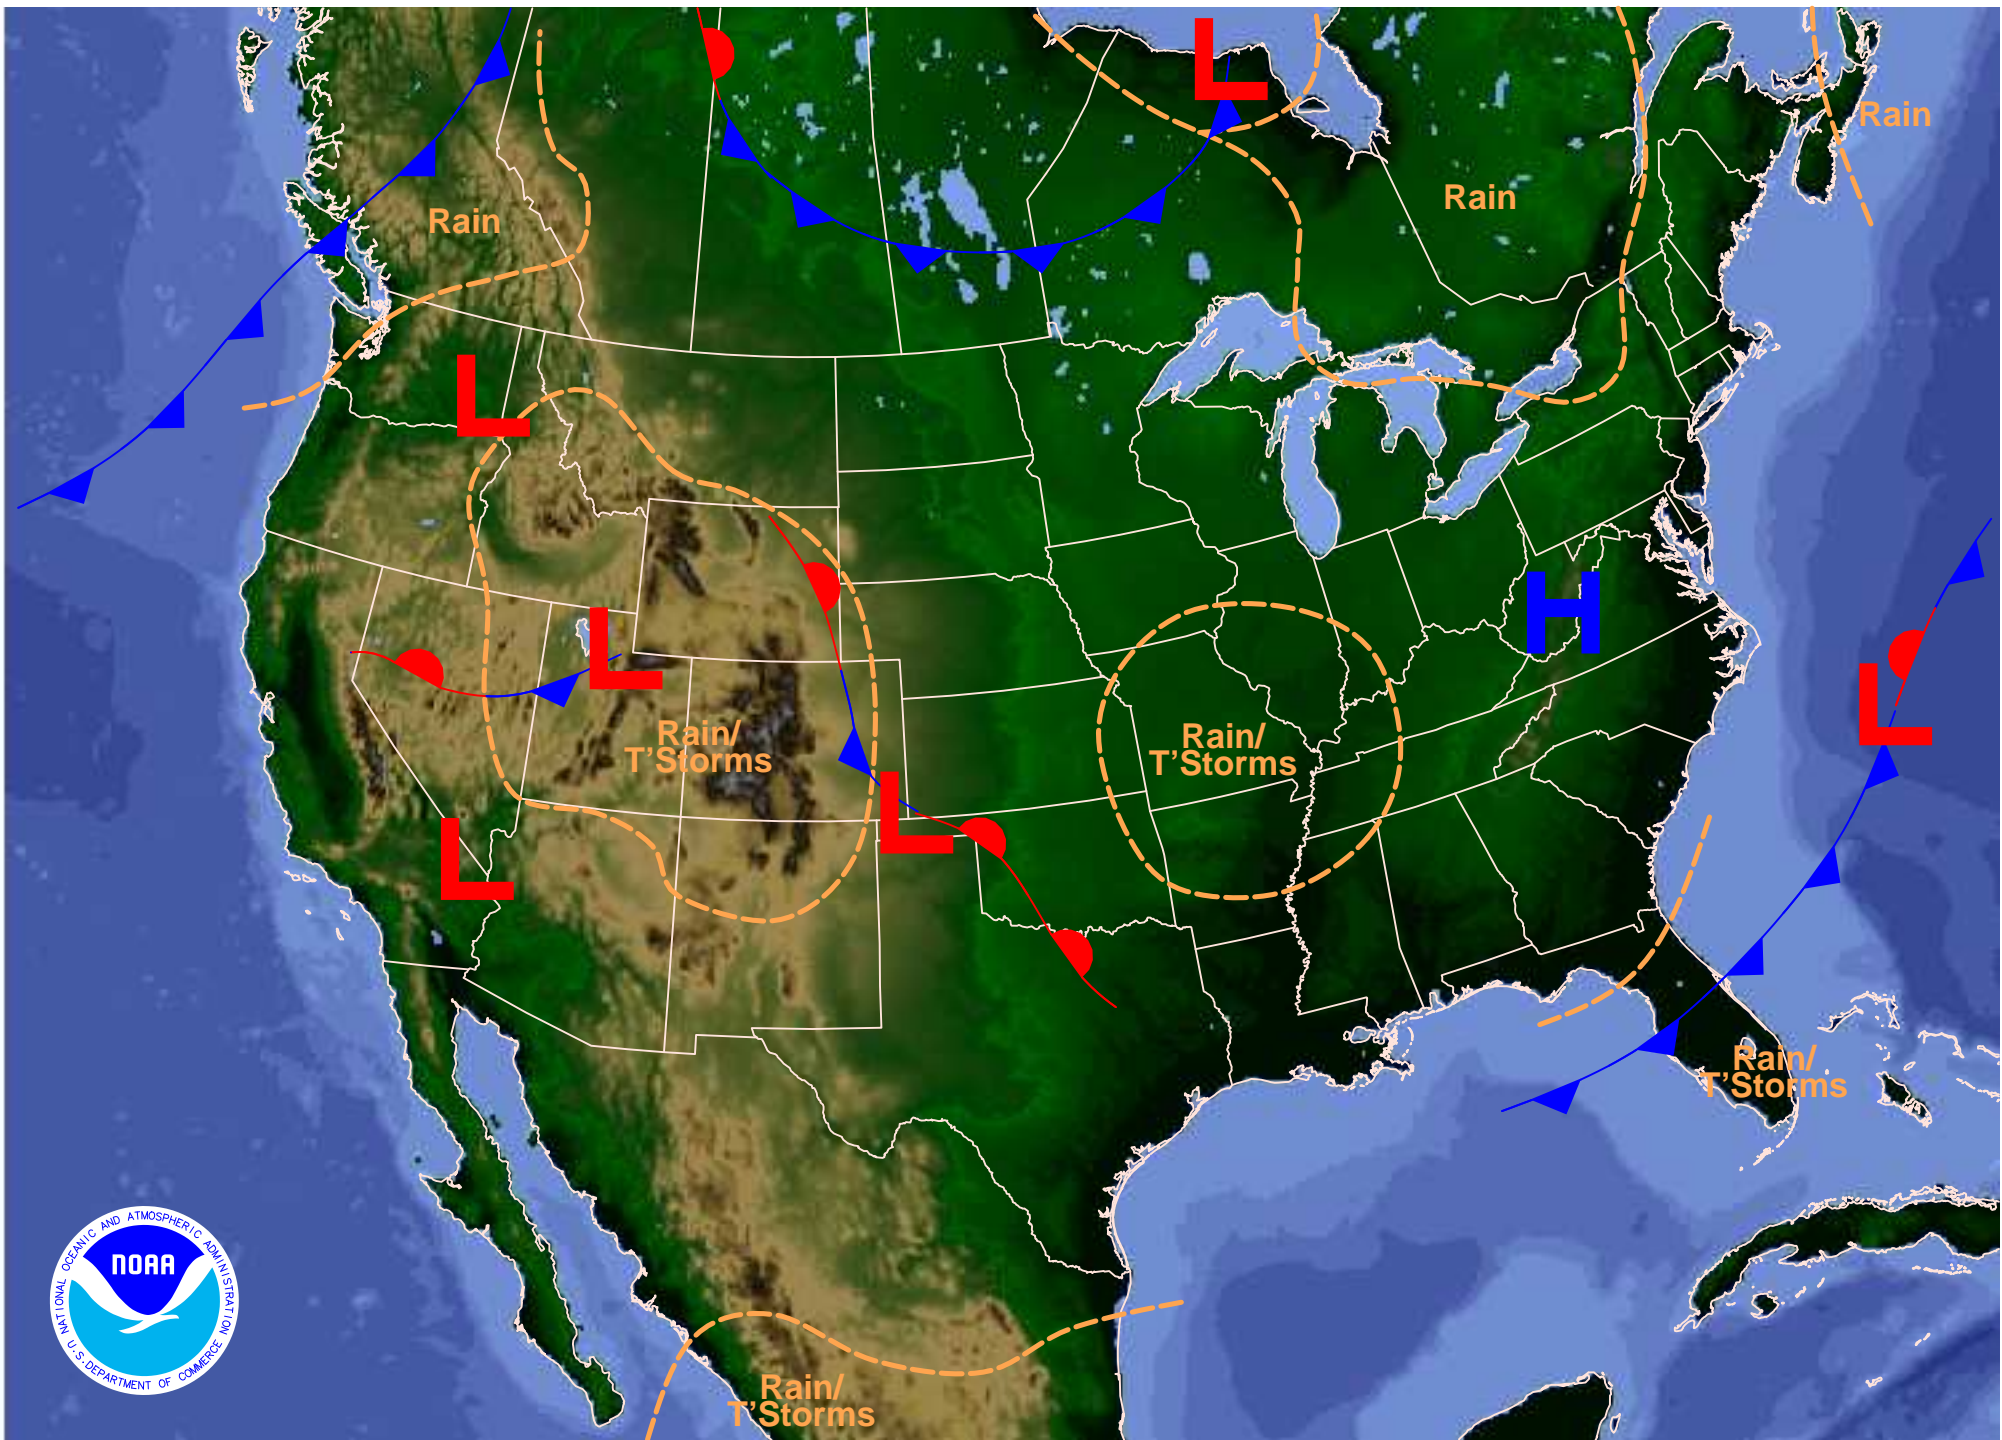 L
Rain
Rain
Rain
L
H
L
L
Rain/
T'Storms
Rain/
T'Storms
L
L
Rain/
T'Storms
NATIONAL OCEANIC AND ATMOSPHERIC ADMINISTRATION
NOAA
U.S. DEPARTMENT OF COMMERCE
Rain/
T'Storms